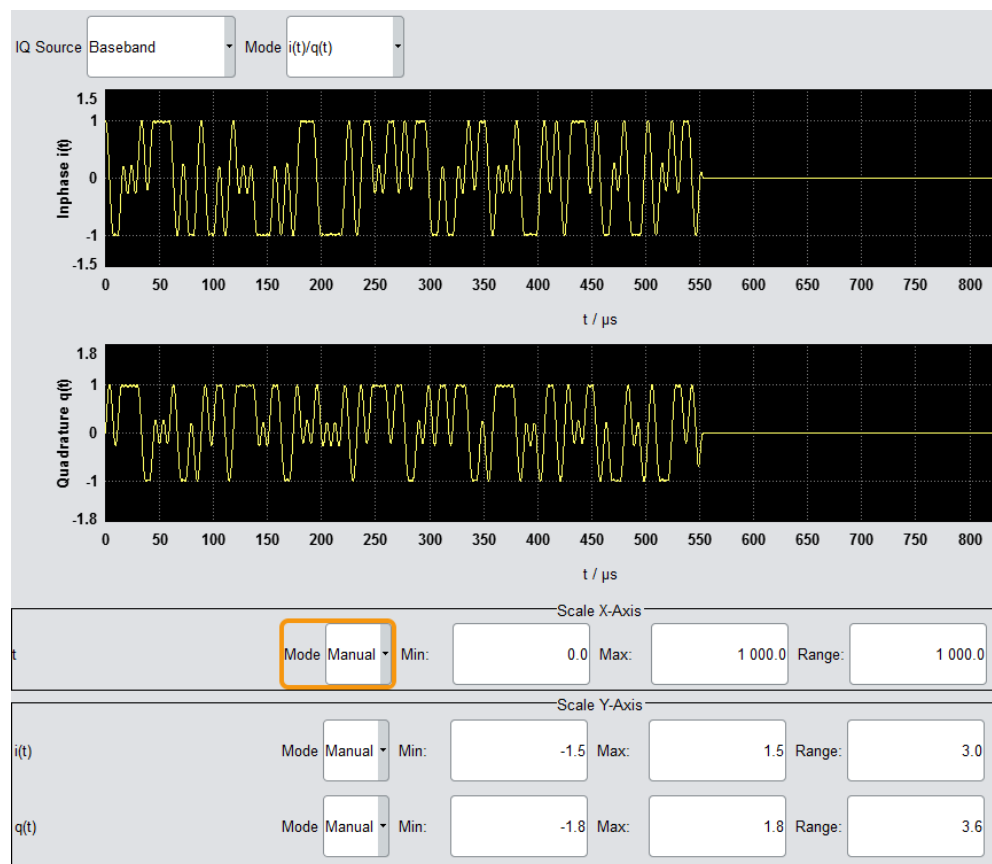 IQ Source Baseband Mode i(t)/q(t)
Inphase i(t)
1.5
1
0
-1
-1.5
0 50 100 150 200 250 300 350 400 450 500 550 600 650 700 750 800
t / µs
Quadrature q(t)
1.8
1
0
-1
-1.8
0 50 100 150 200 250 300 350 400 450 500 550 600 650 700 750 800
t / µs
Scale X-Axis
t Mode Manual Min: 0.0 Max: 1 000.0 Range: 1 000.0
Scale Y-Axis
i(t) Mode Manual Min: -1.5 Max: 1.5 Range: 3.0
q(t) Mode Manual Min: -1.8 Max: 1.8 Range: 3.6